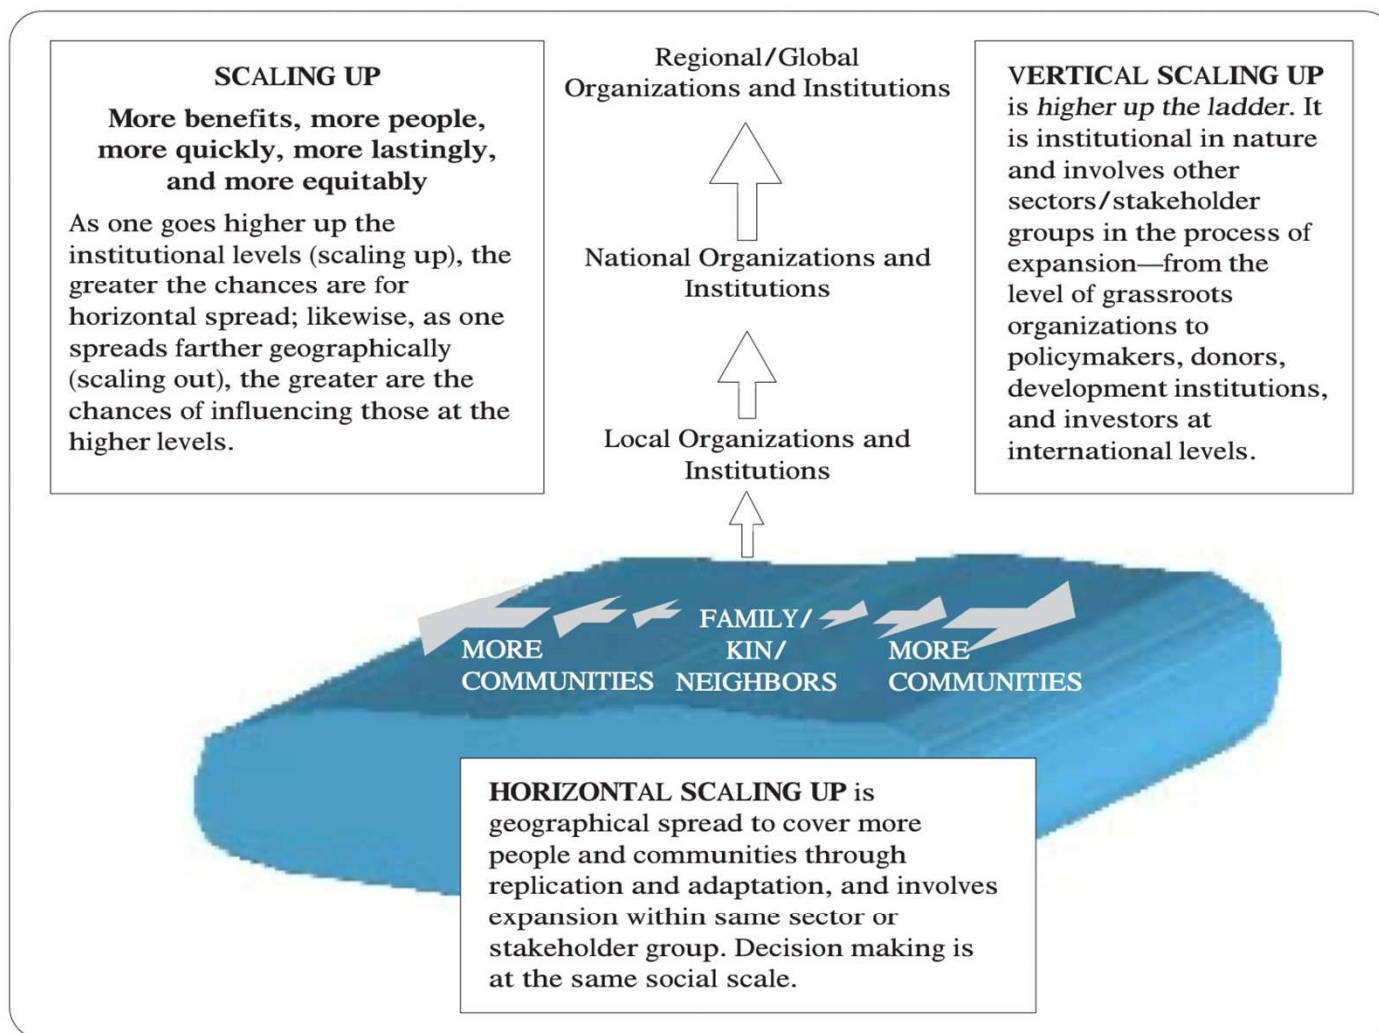 SCALING UP
More benefits, more people,
more quickly, more lastingly,
and more equitably
As one goes higher up the
institutional levels (scaling up), the
greater the chances are for
horizontal spread; likewise, as one
spreads farther geographically
(scaling out), the greater are the
chances of influencing those at the
higher levels.
Regional/Global
Organizations and Institutions
National Organizations and
Institutions
Local Organizations and
Institutions
VERTICAL SCALING UP
is higher up the ladder. It
is institutional in nature
and involves other
sectors/stakeholder
groups in the process of
expansion—from the
level of grassroots
organizations to
policymakers, donors,
development institutions,
and investors at
international levels.
MORE
COMMUNITIES
FAMILY/
KIN/
NEIGHBORS
MORE
COMMUNITIES
HORIZONTAL SCALING UP is
geographical spread to cover more
people and communities through
replication and adaptation, and involves
expansion within same sector or
stakeholder group. Decision making is
at the same social scale.